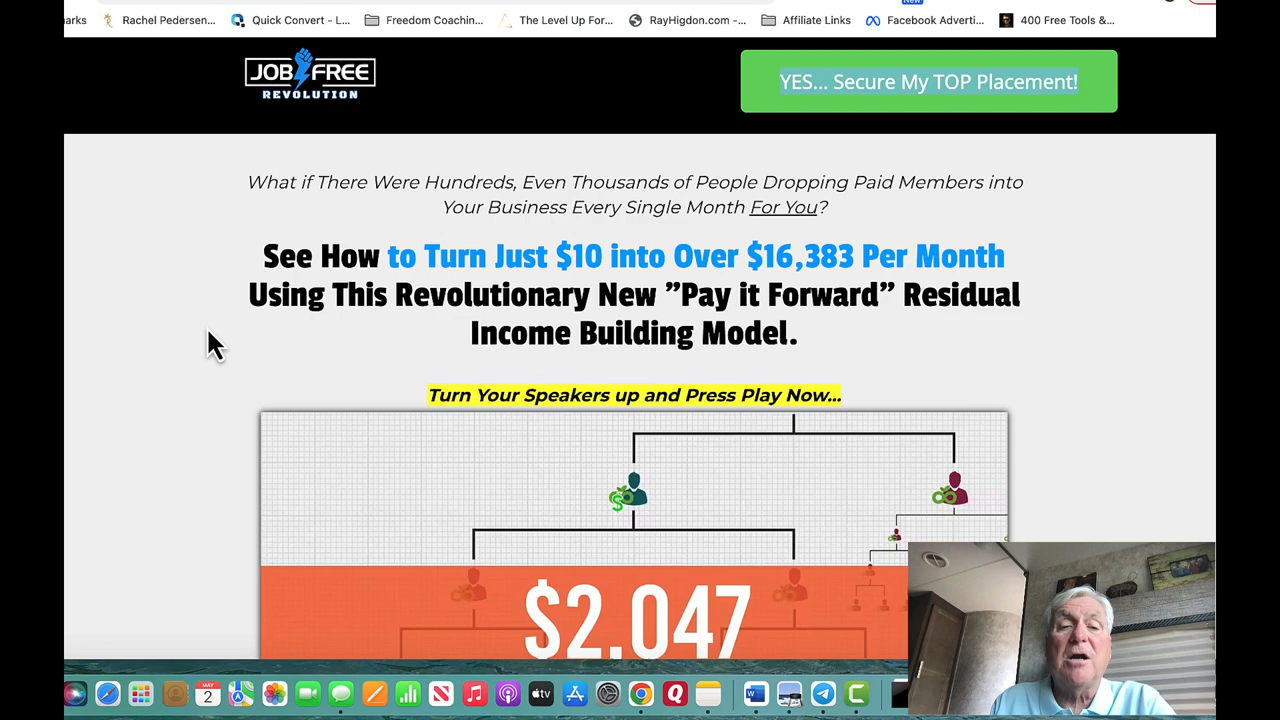 arks
Rachel Pedersen...
Quick Convert - L...
Freedom Coachin...
The Level Up For...
RayHigdon.com -...
Affiliate Links
Facebook Adverti...
400 Free Tools &...
New
JOB FREE
REVOLUTION
YES... Secure My TOP Placement!
What if There Were Hundreds, Even Thousands of People Dropping Paid Members into
Your Business Every Single Month For You?
See How to Turn Just $10 into Over $16,383 Per Month
Using This Revolutionary New "Pay it Forward" Residual
Income Building Model.
Turn Your Speakers up and Press Play Now...
$2,047
MAY
2
tv